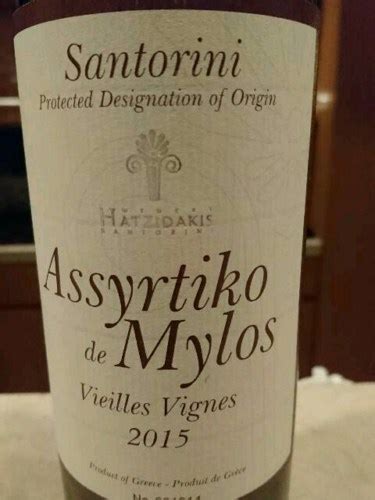 Santorini
Protected Designation of Origin
HATZIDAKIS
SANTORINI
Assyrtiko
de Mylos
Vieilles Vignes
2015
Product of Greece - Produit de Grèce